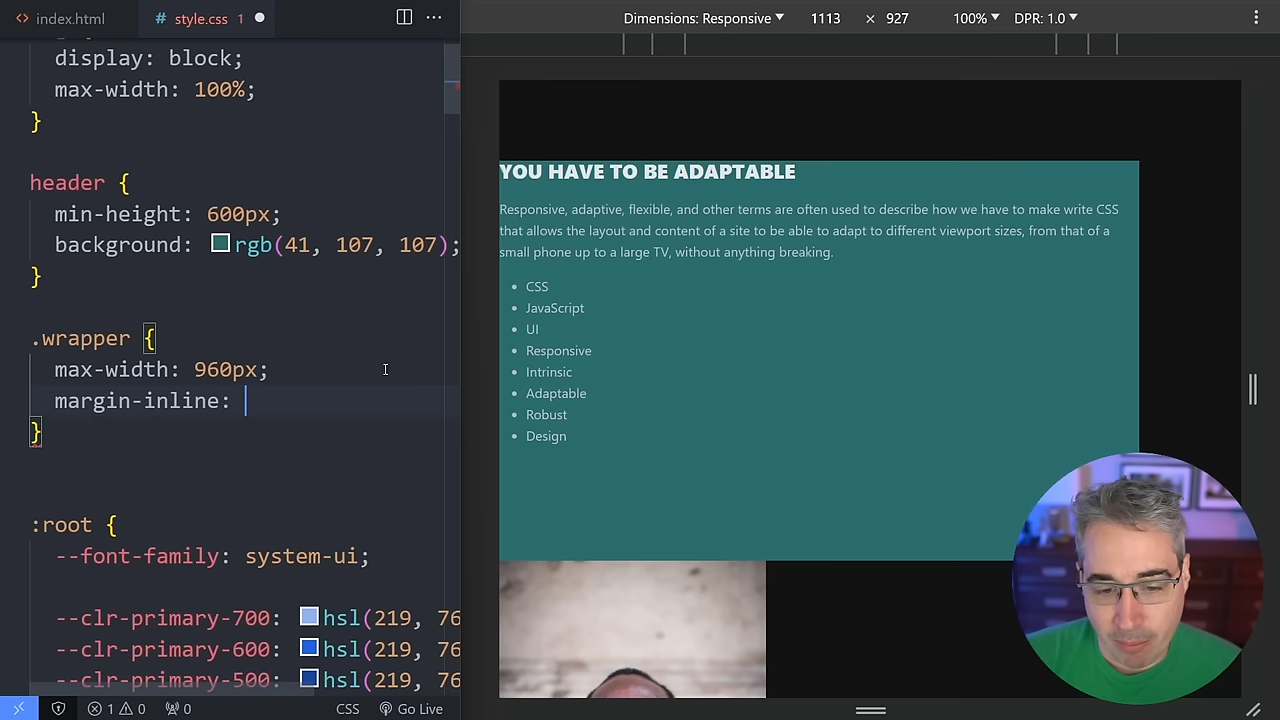 index.html
# style.css 1
Dimensions: Responsive 1113 × 927 100% DPR: 1.0
display: block;
max-width: 100%;
}
header {
min-height: 600px;
background: rgb(41, 107, 107);
}
.wrapper {
max-width: 960px;
margin-inline:
}
:root {
--font-family: system-ui;
--clr-primary-700: hsl(219, 76
--clr-primary-600: hsl(219, 76
--clr-primary-500: hsl(219, 76
1 0 0 CSS Go Live
YOU HAVE TO BE ADAPTABLE
Responsive, adaptive, flexible, and other terms are often used to describe how we have to make write CSS
that allows the layout and content of a site to be able to adapt to different viewport sizes, from that of a
small phone up to a large TV, without anything breaking.
• CSS
• JavaScript
• UI
• Responsive
• Intrinsic
• Adaptable
• Robust
• Design